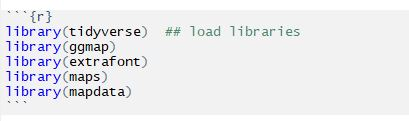 ```{r}
library(tidyverse)  ## load libraries
library(ggmap)
library(extrafont)
library(maps)
library(mapdata)
```